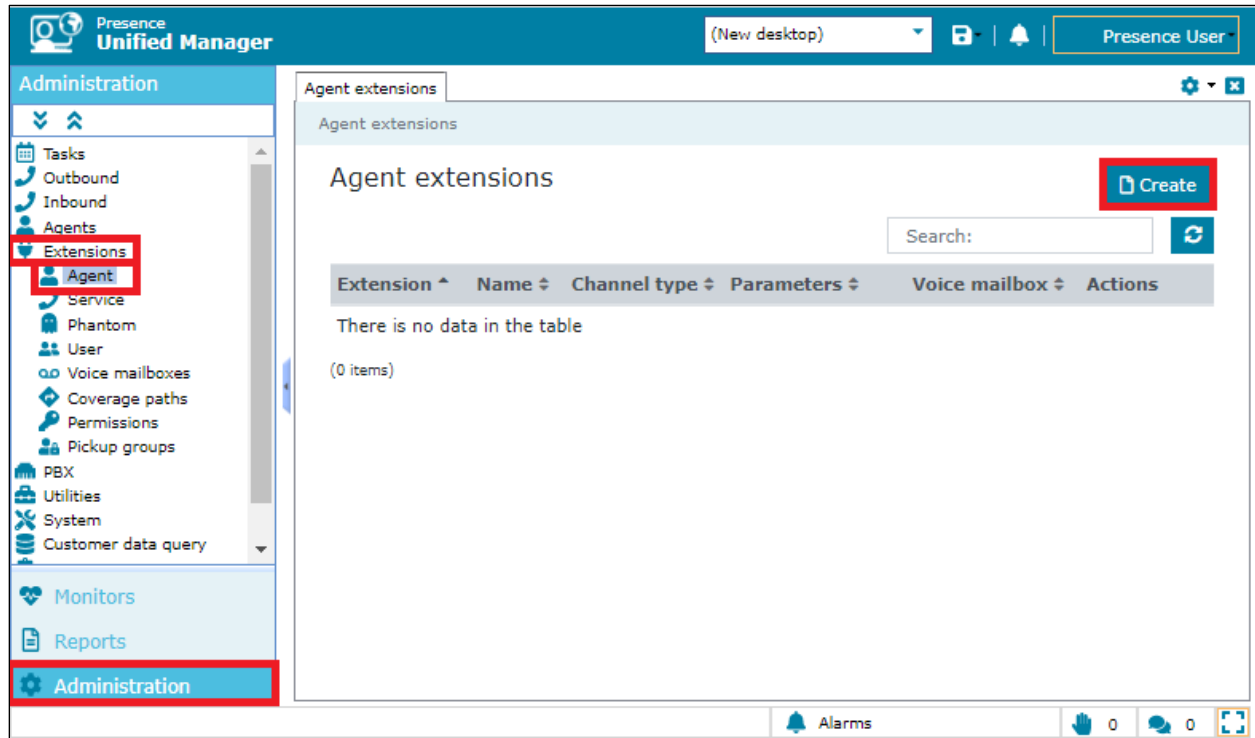 Presence
Unified Manager
(New desktop)
Presence User
Administration
Agent extensions
Agent extensions
Tasks
Outbound
Inbound
Agents
Extensions
Agent
Service
Phantom
User
Voice mailboxes
Coverage paths
Permissions
Pickup groups
PBX
Utilities
System
Customer data query
Monitors
Reports
Administration
Agent extensions
Create
Search:
Extension Name Channel type Parameters Voice mailbox Actions
There is no data in the table
(0 items)
Alarms
0
0